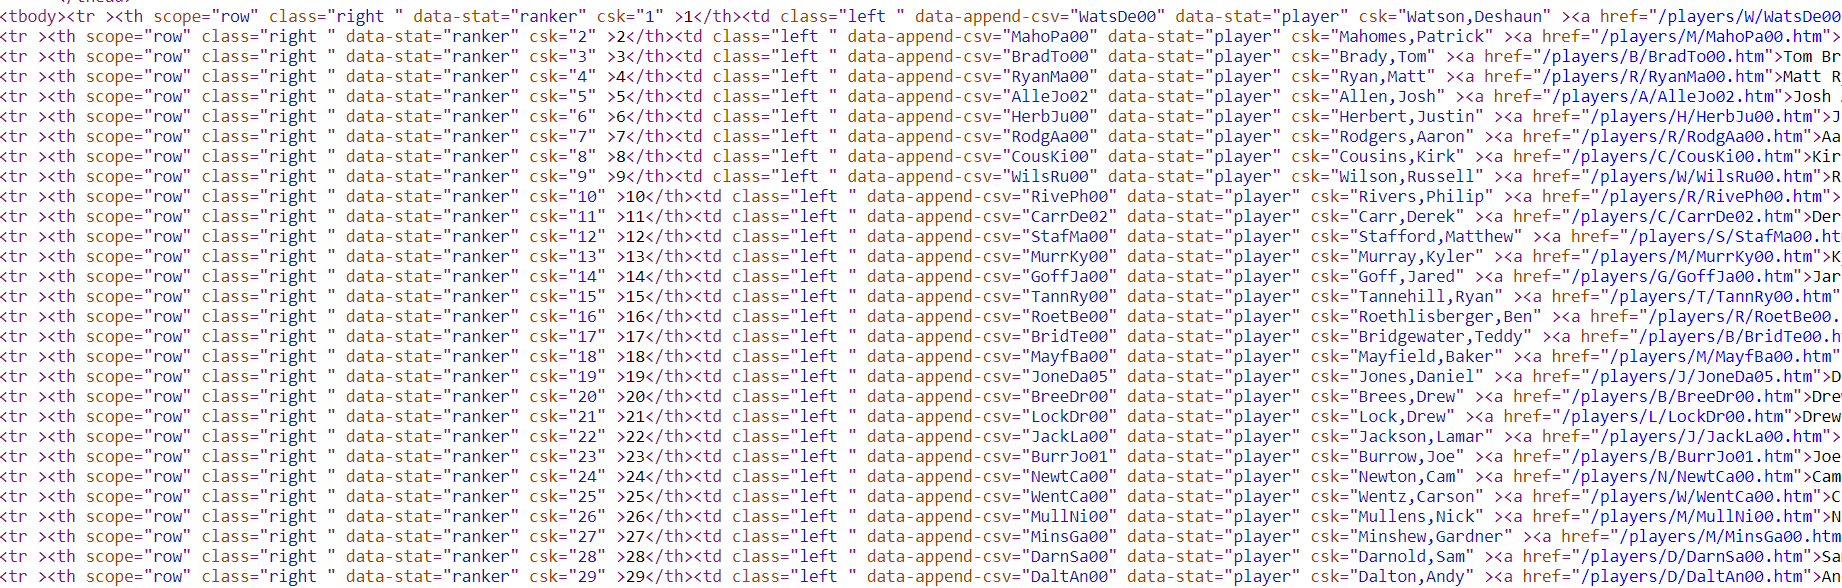 <tbody><tr ><th scope="row" class="right " data-stat="ranker" csk="1" >1</th><td class="left " data-append-csv="WatsDe00" data-stat="player" csk="Watson,Deshaun" ><a href="/players/W/WatsDe00
<tr ><th scope="row" class="right " data-stat="ranker" csk="2" >2</th><td class="left " data-append-csv="MahoPa00" data-stat="player" csk="Mahomes,Patrick" ><a href="/players/M/MahoPa00.htm">
<tr ><th scope="row" class="right " data-stat="ranker" csk="3" >3</th><td class="left " data-append-csv="BradTo00" data-stat="player" csk="Brady,Tom" ><a href="/players/B/BradTo00.htm">Tom Br
<tr ><th scope="row" class="right " data-stat="ranker" csk="4" >4</th><td class="left " data-append-csv="RyanMa00" data-stat="player" csk="Ryan,Matt" ><a href="/players/R/RyanMa00.htm">Matt R
<tr ><th scope="row" class="right " data-stat="ranker" csk="5" >5</th><td class="left " data-append-csv="AlleJo02" data-stat="player" csk="Allen,Josh" ><a href="/players/A/AlleJo02.htm">Josh
<tr ><th scope="row" class="right " data-stat="ranker" csk="6" >6</th><td class="left " data-append-csv="HerbJu00" data-stat="player" csk="Herbert,Justin" ><a href="/players/H/HerbJu00.htm">J
<tr ><th scope="row" class="right " data-stat="ranker" csk="7" >7</th><td class="left " data-append-csv="RodgAa00" data-stat="player" csk="Rodgers,Aaron" ><a href="/players/R/RodgAa00.htm">Aa
<tr ><th scope="row" class="right " data-stat="ranker" csk="8" >8</th><td class="left " data-append-csv="CousKi00" data-stat="player" csk="Cousins,Kirk" ><a href="/players/C/CousKi00.htm">Kir
<tr ><th scope="row" class="right " data-stat="ranker" csk="9" >9</th><td class="left " data-append-csv="WilsRu00" data-stat="player" csk="Wilson,Russell" ><a href="/players/W/WilsRu00.htm">R
<tr ><th scope="row" class="right " data-stat="ranker" csk="10" >10</th><td class="left " data-append-csv="RivePh00" data-stat="player" csk="Rivers,Philip" ><a href="/players/R/RivePh00.htm">
<tr ><th scope="row" class="right " data-stat="ranker" csk="11" >11</th><td class="left " data-append-csv="CarrDe02" data-stat="player" csk="Carr,Derek" ><a href="/players/C/CarrDe02.htm">Der
<tr ><th scope="row" class="right " data-stat="ranker" csk="12" >12</th><td class="left " data-append-csv="StafMa00" data-stat="player" csk="Stafford,Matthew" ><a href="/players/S/StafMa00.ht
<tr ><th scope="row" class="right " data-stat="ranker" csk="13" >13</th><td class="left " data-append-csv="MurrKy00" data-stat="player" csk="Murray,Kyler" ><a href="/players/M/MurrKy00.htm">K
<tr ><th scope="row" class="right " data-stat="ranker" csk="14" >14</th><td class="left " data-append-csv="GoffJa00" data-stat="player" csk="Goff,Jared" ><a href="/players/G/GoffJa00.htm">Jar
<tr ><th scope="row" class="right " data-stat="ranker" csk="15" >15</th><td class="left " data-append-csv="TannRy00" data-stat="player" csk="Tannehill,Ryan" ><a href="/players/T/TannRy00.htm"
<tr ><th scope="row" class="right " data-stat="ranker" csk="16" >16</th><td class="left " data-append-csv="RoetBe00" data-stat="player" csk="Roethlisberger,Ben" ><a href="/players/R/RoetBe00.
<tr ><th scope="row" class="right " data-stat="ranker" csk="17" >17</th><td class="left " data-append-csv="BridTe00" data-stat="player" csk="Bridgewater,Teddy" ><a href="/players/B/BridTe00.h
<tr ><th scope="row" class="right " data-stat="ranker" csk="18" >18</th><td class="left " data-append-csv="MayfBa00" data-stat="player" csk="Mayfield,Baker" ><a href="/players/M/MayfBa00.htm"
<tr ><th scope="row" class="right " data-stat="ranker" csk="19" >19</th><td class="left " data-append-csv="JoneDa05" data-stat="player" csk="Jones,Daniel" ><a href="/players/J/JoneDa05.htm">D
<tr ><th scope="row" class="right " data-stat="ranker" csk="20" >20</th><td class="left " data-append-csv="BreeDr00" data-stat="player" csk="Brees,Drew" ><a href="/players/B/BreeDr00.htm">Dre
<tr ><th scope="row" class="right " data-stat="ranker" csk="21" >21</th><td class="left " data-append-csv="LockDr00" data-stat="player" csk="Lock,Drew" ><a href="/players/L/LockDr00.htm">Drew
<tr ><th scope="row" class="right " data-stat="ranker" csk="22" >22</th><td class="left " data-append-csv="JackLa00" data-stat="player" csk="Jackson,Lamar" ><a href="/players/J/JackLa00.htm">
<tr ><th scope="row" class="right " data-stat="ranker" csk="23" >23</th><td class="left " data-append-csv="BurrJo01" data-stat="player" csk="Burrow,Joe" ><a href="/players/B/BurrJo01.htm">Joe
<tr ><th scope="row" class="right " data-stat="ranker" csk="24" >24</th><td class="left " data-append-csv="NewtCa00" data-stat="player" csk="Newton,Cam" ><a href="/players/N/NewtCa00.htm">Cam
<tr ><th scope="row" class="right " data-stat="ranker" csk="25" >25</th><td class="left " data-append-csv="WentCa00" data-stat="player" csk="Wentz,Carson" ><a href="/players/W/WentCa00.htm">C
<tr ><th scope="row" class="right " data-stat="ranker" csk="26" >26</th><td class="left " data-append-csv="MullNi00" data-stat="player" csk="Mullens,Nick" ><a href="/players/M/MullNi00.htm">N
<tr ><th scope="row" class="right " data-stat="ranker" csk="27" >27</th><td class="left " data-append-csv="MinsGa00" data-stat="player" csk="Minshew,Gardner" ><a href="/players/M/MinsGa00.htm
<tr ><th scope="row" class="right " data-stat="ranker" csk="28" >28</th><td class="left " data-append-csv="DarnSa00" data-stat="player" csk="Darnold,Sam" ><a href="/players/D/DarnSa00.htm">Sa
<tr ><th scope="row" class="right " data-stat="ranker" csk="29" >29</th><td class="left " data-append-csv="DaltAn00" data-stat="player" csk="Dalton,Andy" ><a href="/players/D/DaltAn00.htm">An